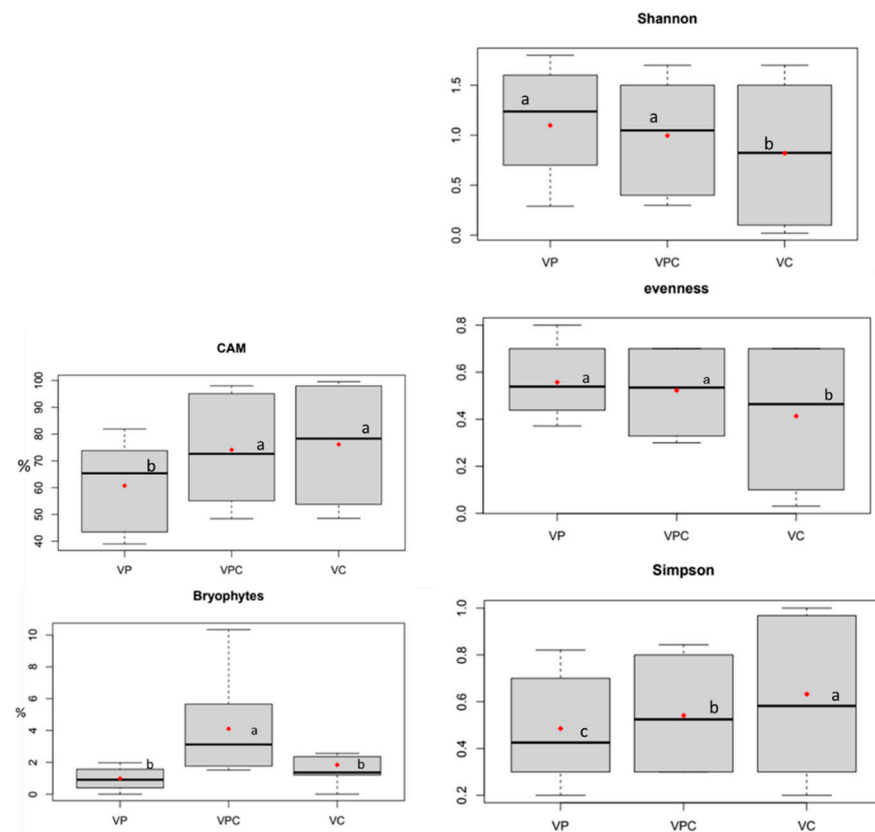 Shannon
1.5
1.0
0.5
0.0
a
a
b
VP VPC VC
evenness
0.8
0.6
0.4
0.2
0.0
a
a
b
VP VPC VC
CAM
100
90
80
70
60
50
40
%
b
a
a
VP VPC VC
Bryophytes
10
8
6
4
2
0
%
b
a
b
VP VPC VC
Simpson
1.0
0.8
0.6
0.4
0.2
c
b
a
VP VPC VC